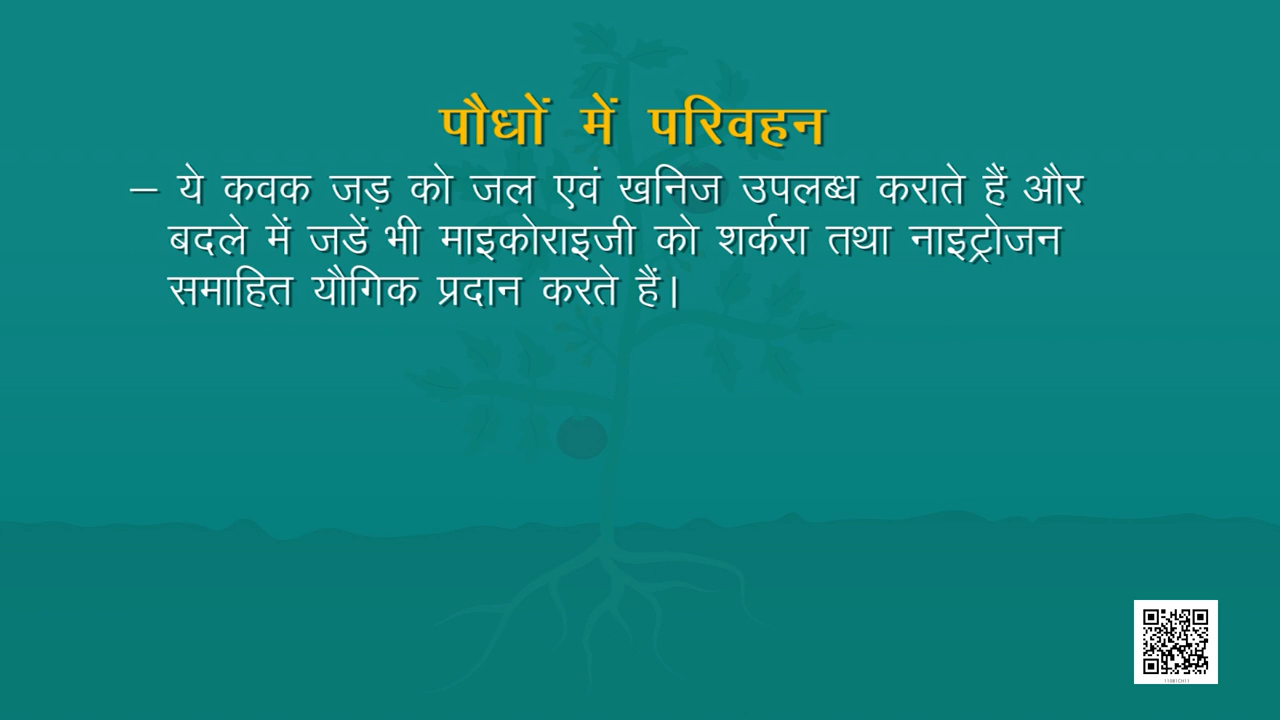 पौधों में परिवहन
– ये कवक जड़ को जल एवं खनिज उपलब्ध कराते हैं और
बदले में जडें भी माइकोराइजी को शर्करा तथा नाइट्रोजन
समाहित यौगिक प्रदान करते हैं।